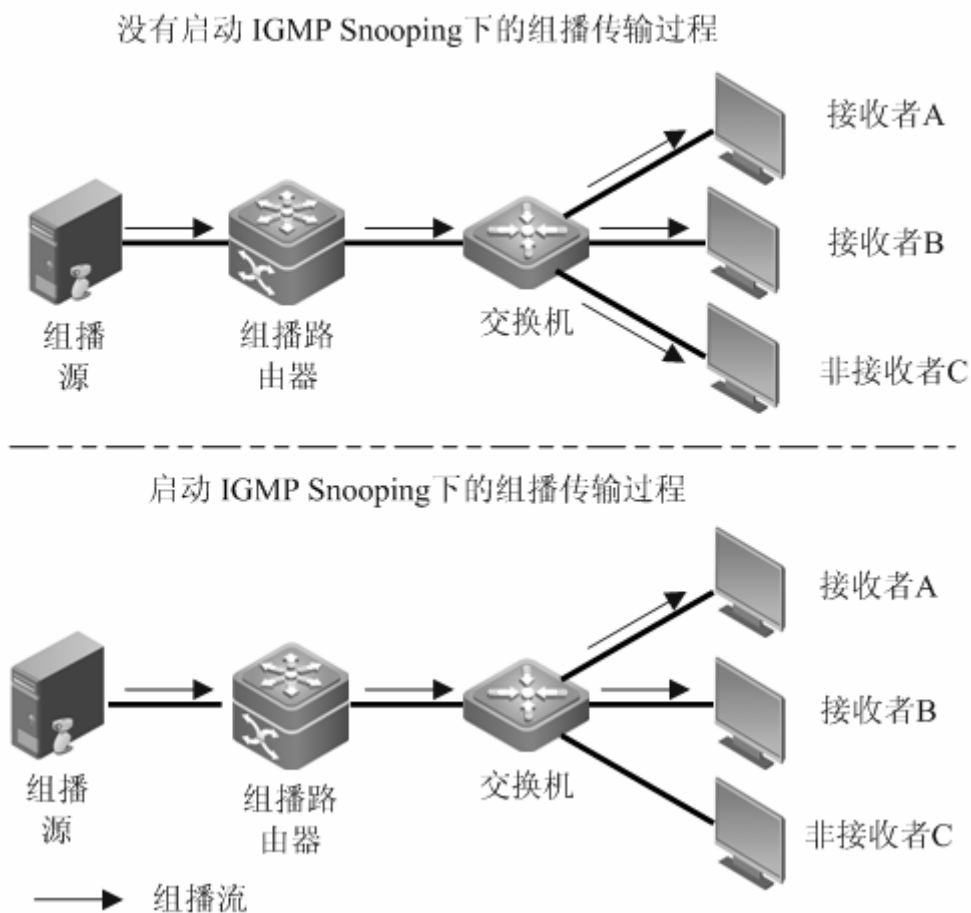 没有启动 IGMP Snooping下的组播传输过程
接收者A
接收者B
非接收者C
组播
源
组播路
由器
交换机
启动 IGMP Snooping下的组播传输过程
接收者A
接收者B
非接收者C
组播
源
组播路
由器
交换机
组播流